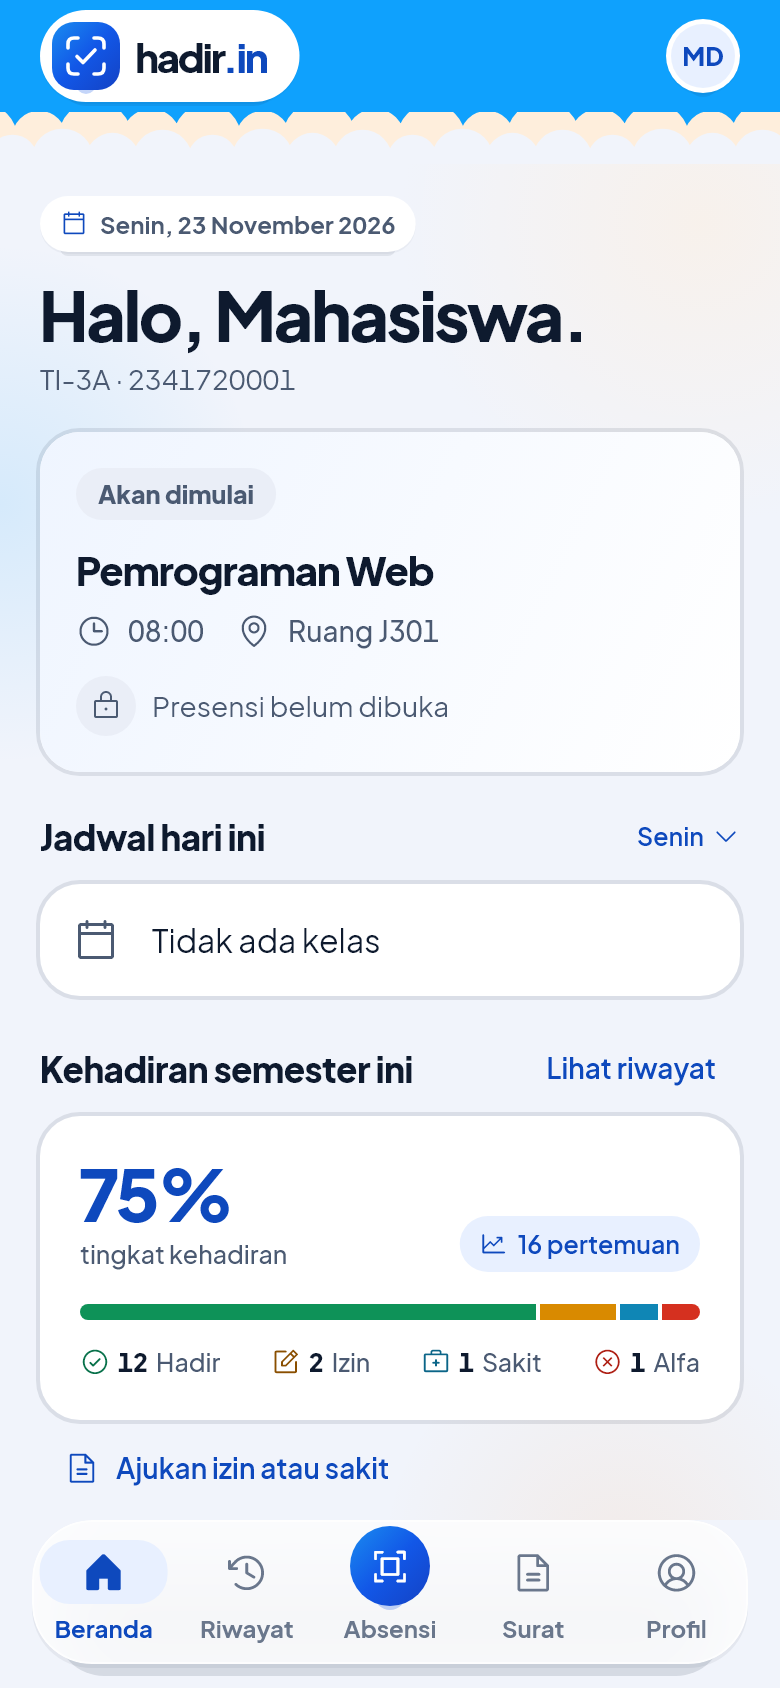 hadir.in
MD
Senin, 23 November 2026
Halo, Mahasiswa.
TI-3A · 2341720001
Akan dimulai
Pemrograman Web
08:00 Ruang J301
Presensi belum dibuka
Jadwal hari ini
Senin
Tidak ada kelas
Kehadiran semester ini
Lihat riwayat
75%
tingkat kehadiran
16 pertemuan
12 Hadir 2 Izin 1 Sakit 1 Alfa
Ajukan izin atau sakit
Beranda Riwayat Absensi Surat Profil